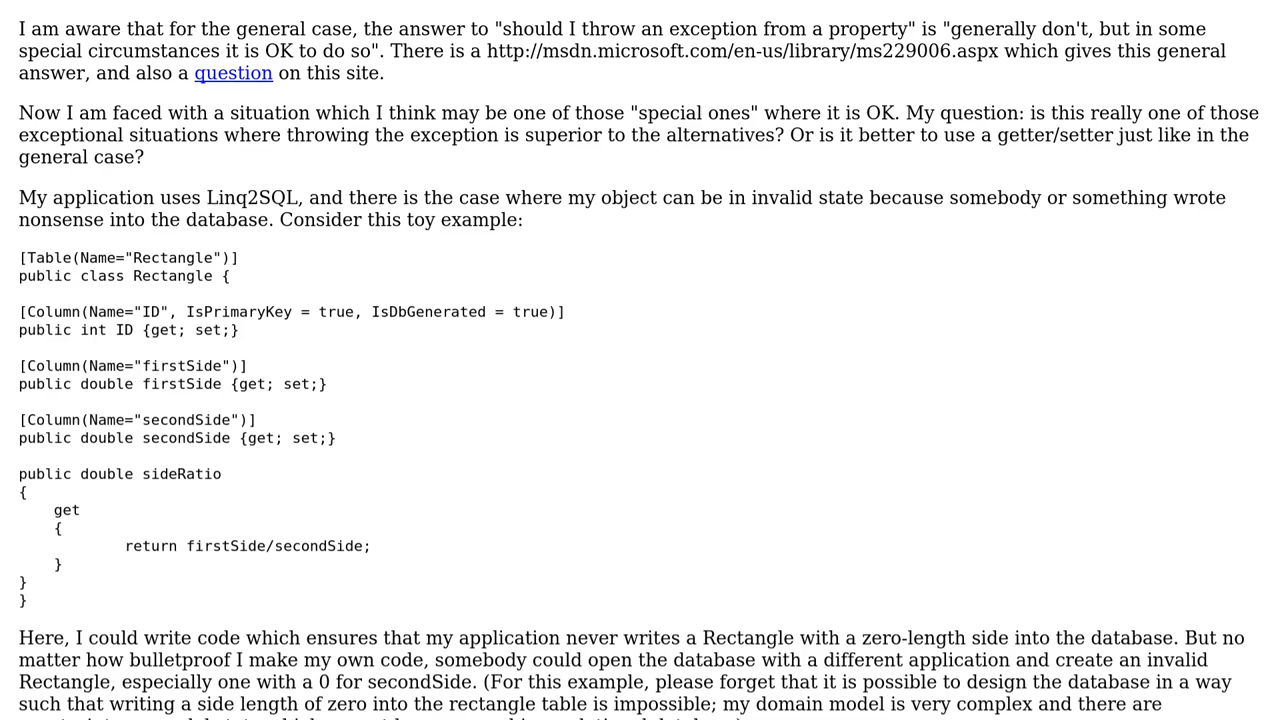 I am aware that for the general case, the answer to "should I throw an exception from a property" is "generally don't, but in some
special circumstances it is OK to do so". There is a http://msdn.microsoft.com/en-us/library/ms229006.aspx which gives this general
answer, and also a question on this site.
Now I am faced with a situation which I think may be one of those "special ones" where it is OK. My question: is this really one of those
exceptional situations where throwing the exception is superior to the alternatives? Or is it better to use a getter/setter just like in the
general case?
My application uses Linq2SQL, and there is the case where my object can be in invalid state because somebody or something wrote
nonsense into the database. Consider this toy example:
[Table(Name="Rectangle")]
public class Rectangle {
[Column(Name="ID", IsPrimaryKey = true, IsDbGenerated = true)]
public int ID {get; set;}
[Column(Name="firstSide")]
public double firstSide {get; set;}
[Column(Name="secondSide")]
public double secondSide {get; set;}
public double sideRatio
{
get
{
return firstSide/secondSide;
}
}
}
Here, I could write code which ensures that my application never writes a Rectangle with a zero-length side into the database. But no
matter how bulletproof I make my own code, somebody could open the database with a different application and create an invalid
Rectangle, especially one with a 0 for secondSide. (For this example, please forget that it is possible to design the database in a way
such that writing a side length of zero into the rectangle table is impossible; my domain model is very complex and there are